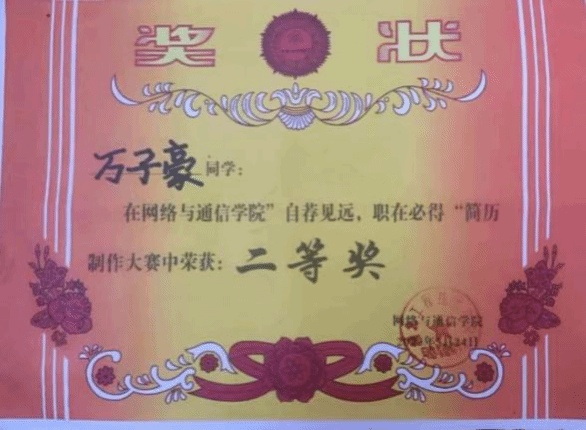 奖 状
万子豪同学：
在网络与通信学院”自荐见远，职在必得“简历
制作大赛中荣获：二等奖
网络与通信学院